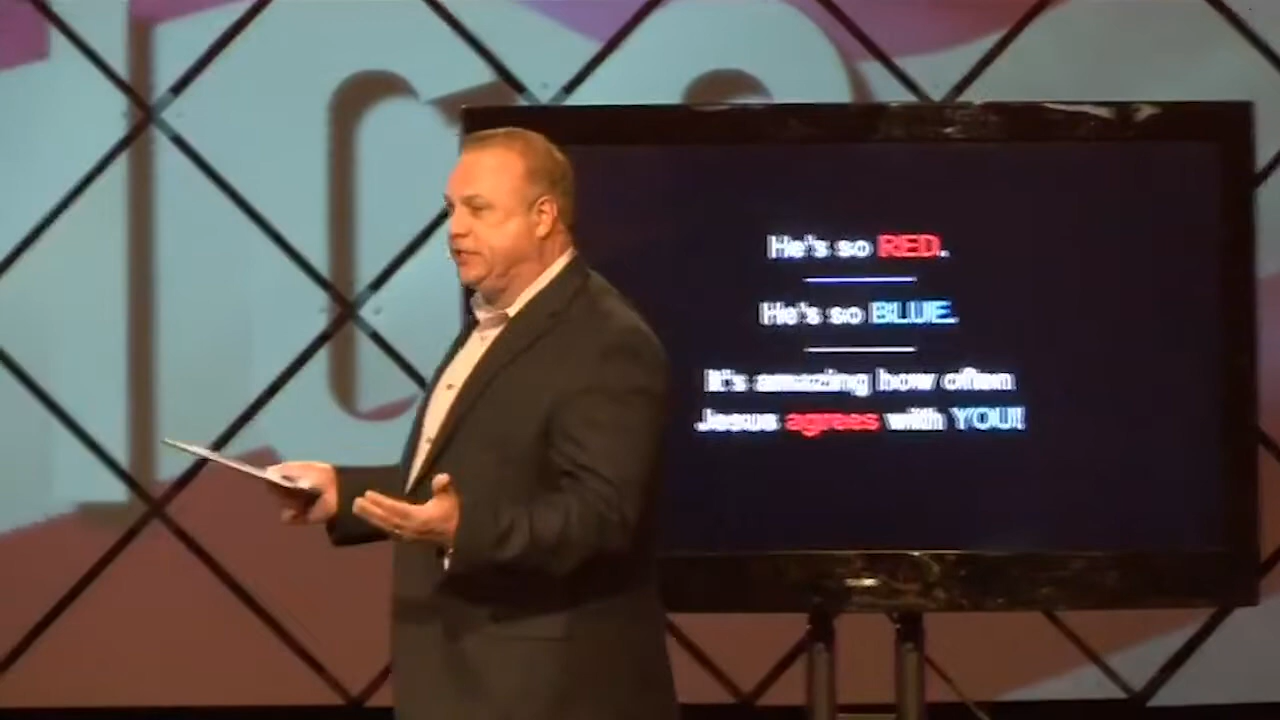 He's so RED.
He's so BLUE.
It's amazing how often
Jesus agrees with YOU!